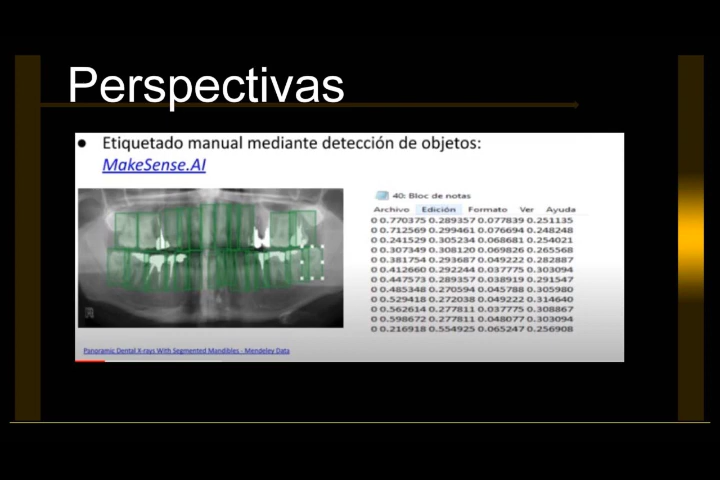 Perspectivas
● Etiquetado manual mediante detección de objetos:
MakeSense.AI
40: Bloc de notas
Archivo Edición Formato Ver Ayuda
0 0.770375 0.289357 0.077839 0.251135
0 0.712569 0.299461 0.076694 0.248248
0 0.241529 0.305234 0.068681 0.254021
0 0.307349 0.308120 0.069826 0.265568
0 0.381754 0.293687 0.049222 0.282887
0 0.412660 0.292244 0.037775 0.303094
0 0.447573 0.289357 0.038919 0.291547
0 0.485348 0.270594 0.045788 0.305980
0 0.529418 0.272038 0.049222 0.314640
0 0.562614 0.277811 0.037775 0.308867
0 0.598672 0.277811 0.048077 0.303094
0 0.216918 0.554925 0.065247 0.256908
Panoramic Dental X-rays With Segmented Mandibles - Mendeley Data